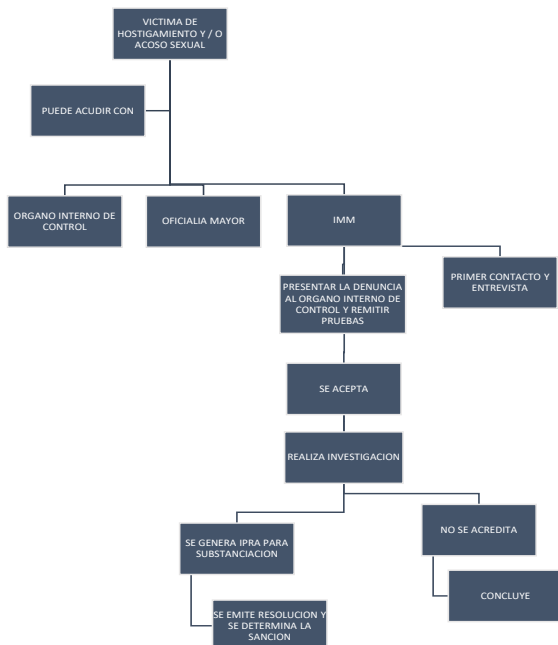 VICTIMA DE
HOSTIGAMIENTO Y / O
ACOSO SEXUAL
PUEDE ACUDIR CON
ORGANO INTERNO DE
CONTROL
OFICIALIA MAYOR
IMM
PRIMER CONTACTO Y
ENTREVISTA
PRESENTAR LA DENUNCIA
AL ORGANO INTERNO DE
CONTROL Y REMITIR
PRUEBAS
SE ACEPTA
REALIZA INVESTIGACION
SE GENERA IPRA PARA
SUBSTANCIACION
NO SE ACREDITA
SE EMITE RESOLUCION Y
SE DETERMINA LA
SANCION
CONCLUYE